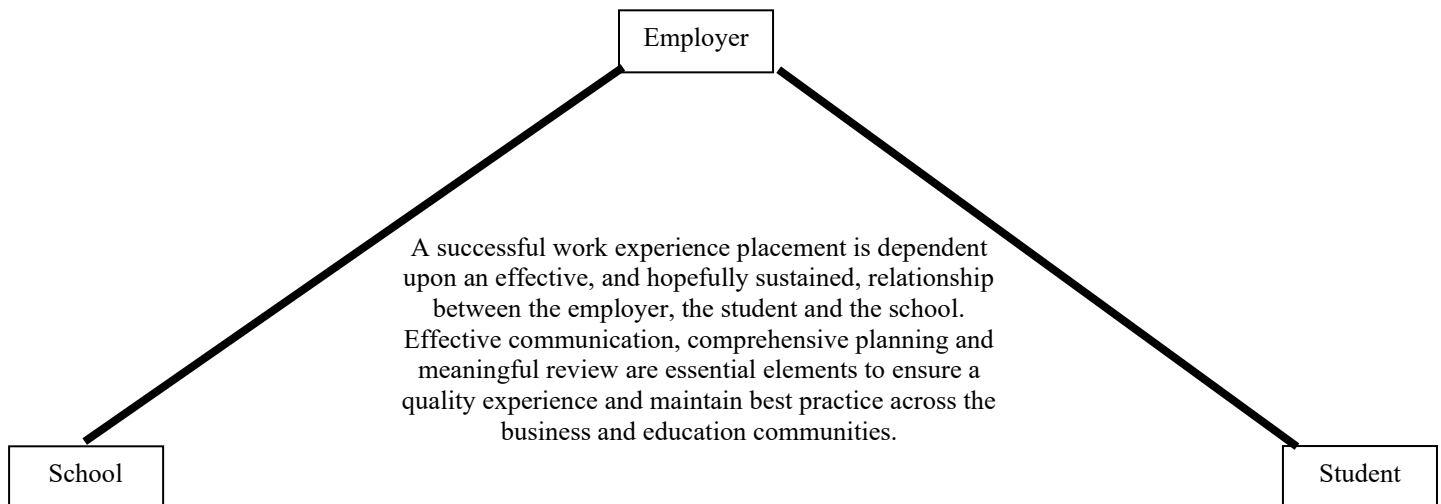 Employer
A successful work experience placement is dependent
upon an effective, and hopefully sustained, relationship
between the employer, the student and the school.
Effective communication, comprehensive planning and
meaningful review are essential elements to ensure a
quality experience and maintain best practice across the
business and education communities.
School
Student